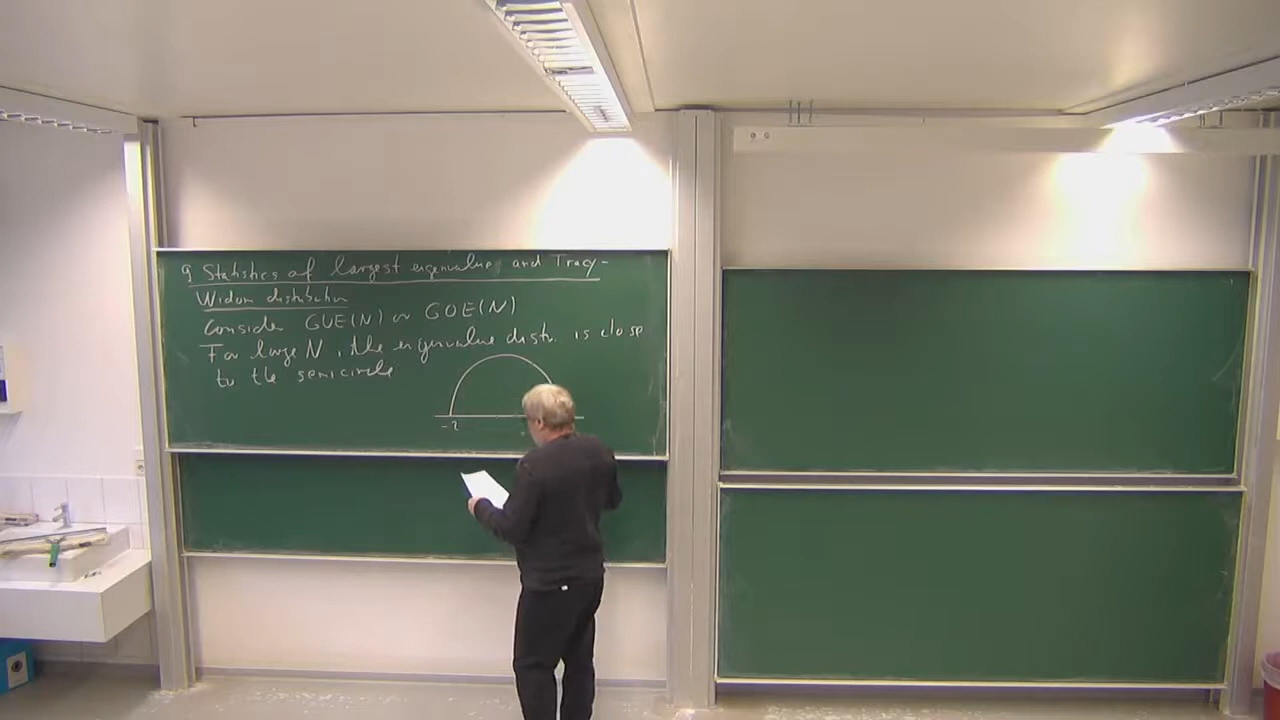 9 Statistics of largest eigenvalue and Tracy-
Widom distribution
Consider GUE(N) or GOE(N)
For large N, the eigenvalue distr. is close
to the semicircle
-2